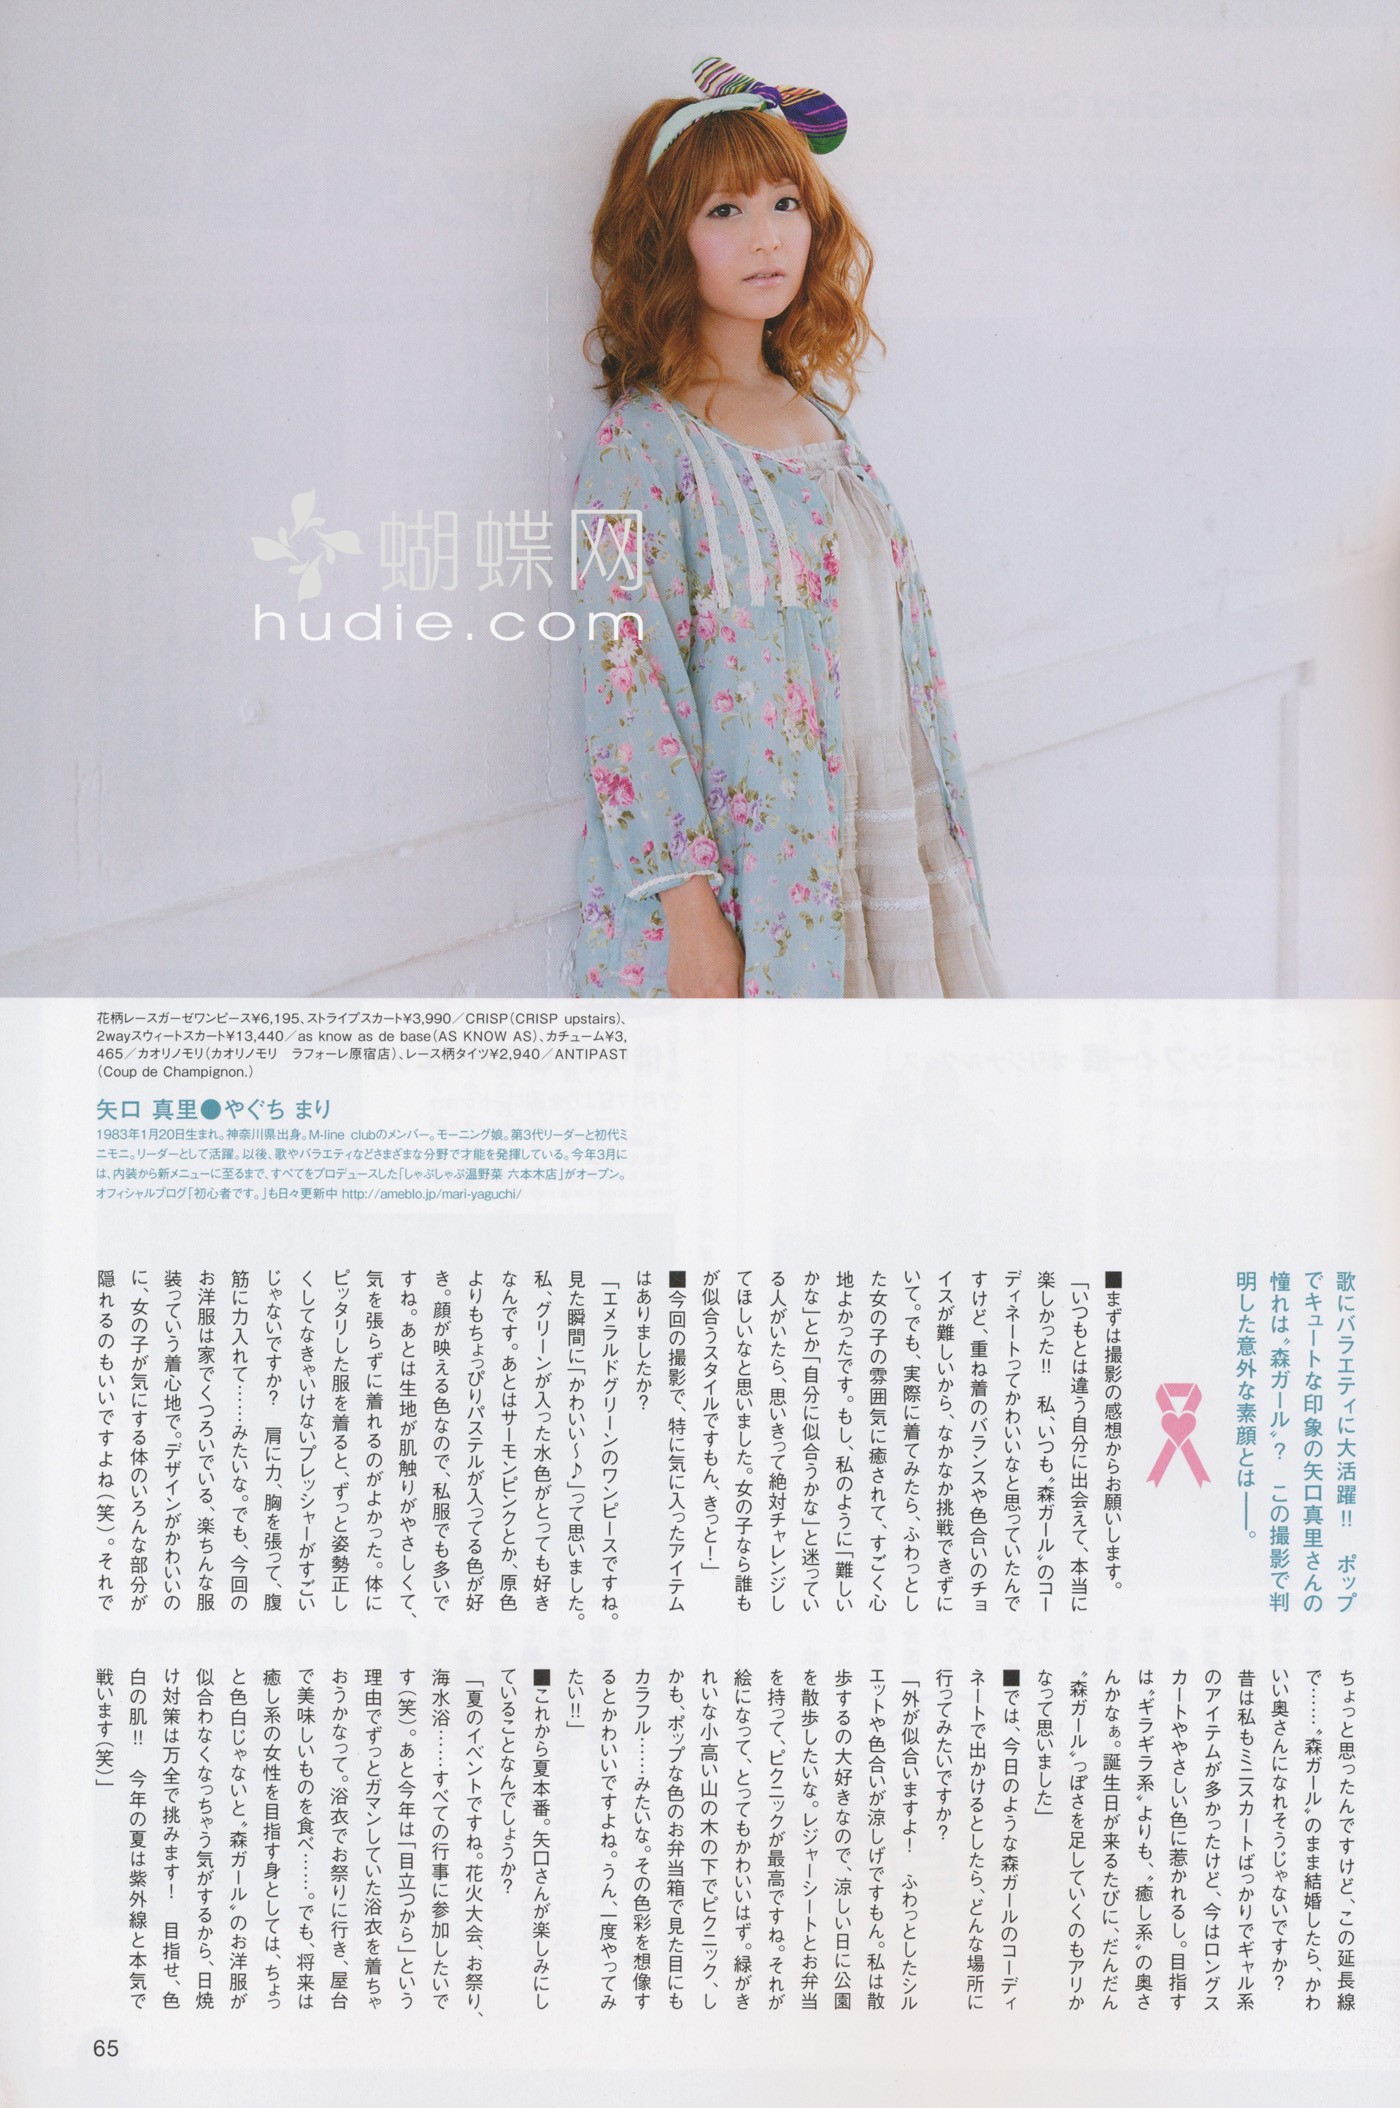 蝴蝶网
hudie.com
花柄レースガーゼワンピース¥6,195、ストライプスカート¥3,990／CRISP（CRISP upstairs）、
2wayスウィートスカート¥13,440／as know as de base（AS KNOW AS）、カチューム¥3,
465／カオリノモリ（カオリノモリ　ラフォーレ原宿店）、レース柄タイツ¥2,940／ANTIPAST
（Coup de Champignon.）
矢口 真里●やぐち まり
1983年1月20日生まれ。神奈川県出身。M-line clubのメンバー。モーニング娘。第3代リーダーと初代ミ
ニモニ。リーダーとして活躍。以後、歌やバラエティなどさまざまな分野で才能を発揮している。今年3月に
は、内装から新メニューに至るまで、すべてをプロデュースした「しゃぶしゃぶ温野菜 六本木店」がオープン。
オフィシャルブログ「初心者です。」も日々更新中 http://ameblo.jp/mari-yaguchi/
歌にバラエティに大活躍!!　ポップ
でキュートな印象の矢口真里さんの
憧れは〝森ガール〟?　この撮影で判
明した意外な素顔とは――。
■まずは撮影の感想からお願いします。
「いつもとは違う自分に出会えて、本当に
楽しかった!!　私、いつも〝森ガール〟のコー
ディネートってかわいいなと思っていたんで
すけど、重ね着のバランスや色合いのチョ
イスが難しいから、なかなか挑戦できずに
いて。でも、実際に着てみたら、ふわっとし
た女の子の雰囲気に癒されて、すごく心
地よかったです。もし、私のように「難しい
かな」とか「自分に似合うかな」と迷ってい
る人がいたら、思いきって絶対チャレンジし
てほしいなと思いました。女の子なら誰も
が似合うスタイルですもん、きっと!」
■今回の撮影で、特に気に入ったアイテム
はありましたか?
「エメラルドグリーンのワンピースですね。
見た瞬間に「かわいい〜♪」って思いました。
私、グリーンが入った水色がとっても好き
なんです。あとはサーモンピンクとか、原色
よりもちょっぴりパステルが入ってる色が好
き。顔が映える色なので、私服でも多いで
すね。あとは生地が肌触りがやさしくて、
気を張らずに着れるのがよかった。体に
ピッタリした服を着ると、ずっと姿勢正し
くしてなきゃいけないプレッシャーがすごい
じゃないですか?　肩に力、胸を張って、腹
筋に力入れて……みたいな。でも、今回の
お洋服は家でくつろいでいる、楽ちんな服
装っていう着心地で。デザインがかわいいの
に、女の子が気にする体のいろんな部分が
隠れるのもいいですよね（笑）。それで
ちょっと思ったんですけど、この延長線
で……〝森ガール〟のまま結婚したら、かわ
いい奥さんになれそうじゃないですか?
昔は私もミニスカートばっかりでギャル系
のアイテムが多かったけど、今はロングス
カートややさしい色に惹かれるし。目指す
は〝ギラギラ系〟よりも、〝癒し系〟の奥さ
んかなぁ。誕生日が来るたびに、だんだん
〝森ガール〟っぽさを足していくのもアリか
なって思いました」
■では、今日のような森ガールのコーディ
ネートで出かけるとしたら、どんな場所に
行ってみたいですか?
「外が似合いますよ!　ふわっとしたシル
エットや色合いが涼しげですもん。私は散
歩するの大好きなので、涼しい日に公園
を散歩したいな。レジャーシートとお弁当
を持って、ピクニックが最高ですね。それが
絵になって、とってもかわいいはず。緑がき
れいな小高い山の木の下でピクニック、し
かも、ポップな色のお弁当箱で見た目にも
カラフル……みたいな。その色彩を想像す
るとかわいいですよね。うん、一度やってみ
たい!!」
■これから夏本番。矢口さんが楽しみにし
ていることなんでしょうか?
「夏のイベントですね。花火大会、お祭り、
海水浴……すべての行事に参加したいで
す（笑）。あと今年は「目立つから」という
理由でずっとガマンしていた浴衣を着ちゃ
おうかなって。浴衣でお祭りに行き、屋台
で美味しいものを食べ……。でも、将来は
癒し系の女性を目指す身としては、ちょっ
と色白じゃないと〝森ガール〟のお洋服が
似合わなくなっちゃう気がするから、日焼
け対策は万全で挑みます!　目指せ、色
白の肌!!　今年の夏は紫外線と本気で
戦います（笑）」
65